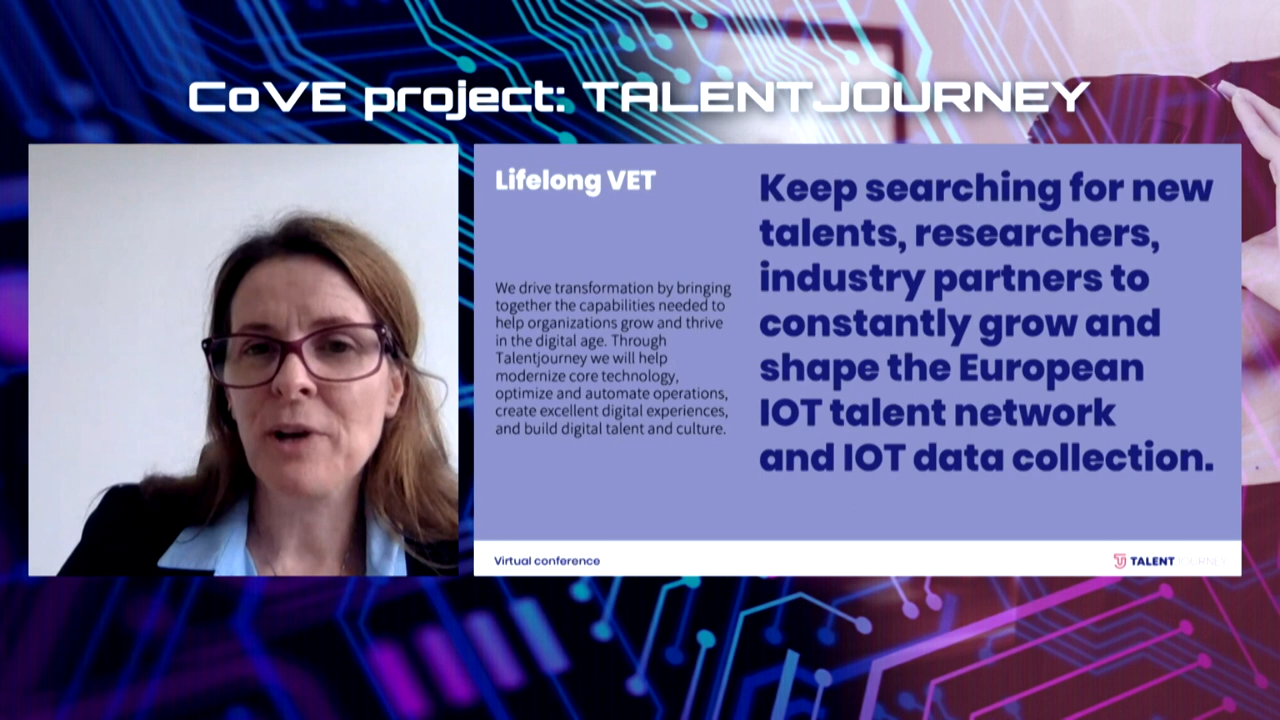 CoVE project: TALENTJOURNEY
Lifelong VET
We drive transformation by bringing
together the capabilities needed to
help organizations grow and thrive
in the digital age. Through
Talentjourney we will help
modernize core technology,
optimize and automate operations,
create excellent digital experiences,
and build digital talent and culture.
Keep searching for new
talents, researchers,
industry partners to
constantly grow and
shape the European
IOT talent network
and IOT data collection.
Virtual conference
TALENTJOURNEY